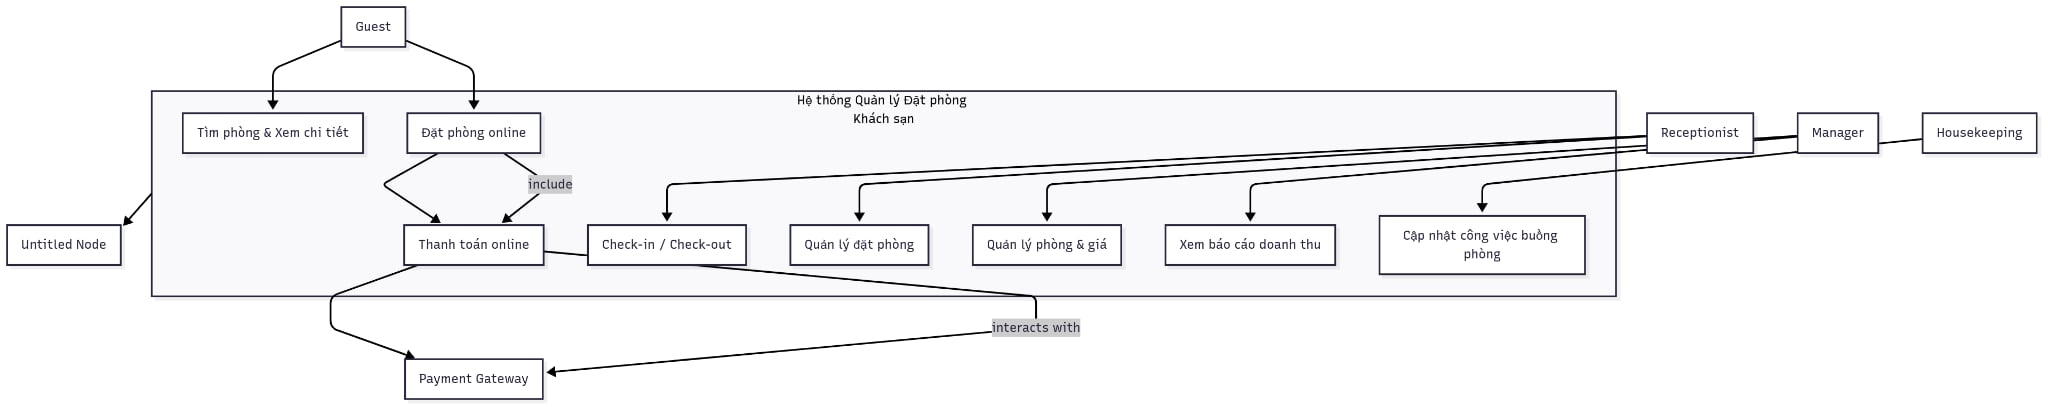 Guest
Hệ thống Quản lý Đặt phòng
Khách sạn
Tìm phòng & Xem chi tiết
Đặt phòng online
Receptionist
Manager
Housekeeping
include
Untitled Node
Thanh toán online
Check-in / Check-out
Quản lý đặt phòng
Quản lý phòng & giá
Xem báo cáo doanh thu
Cập nhật công việc buồng
phòng
interacts with
Payment Gateway